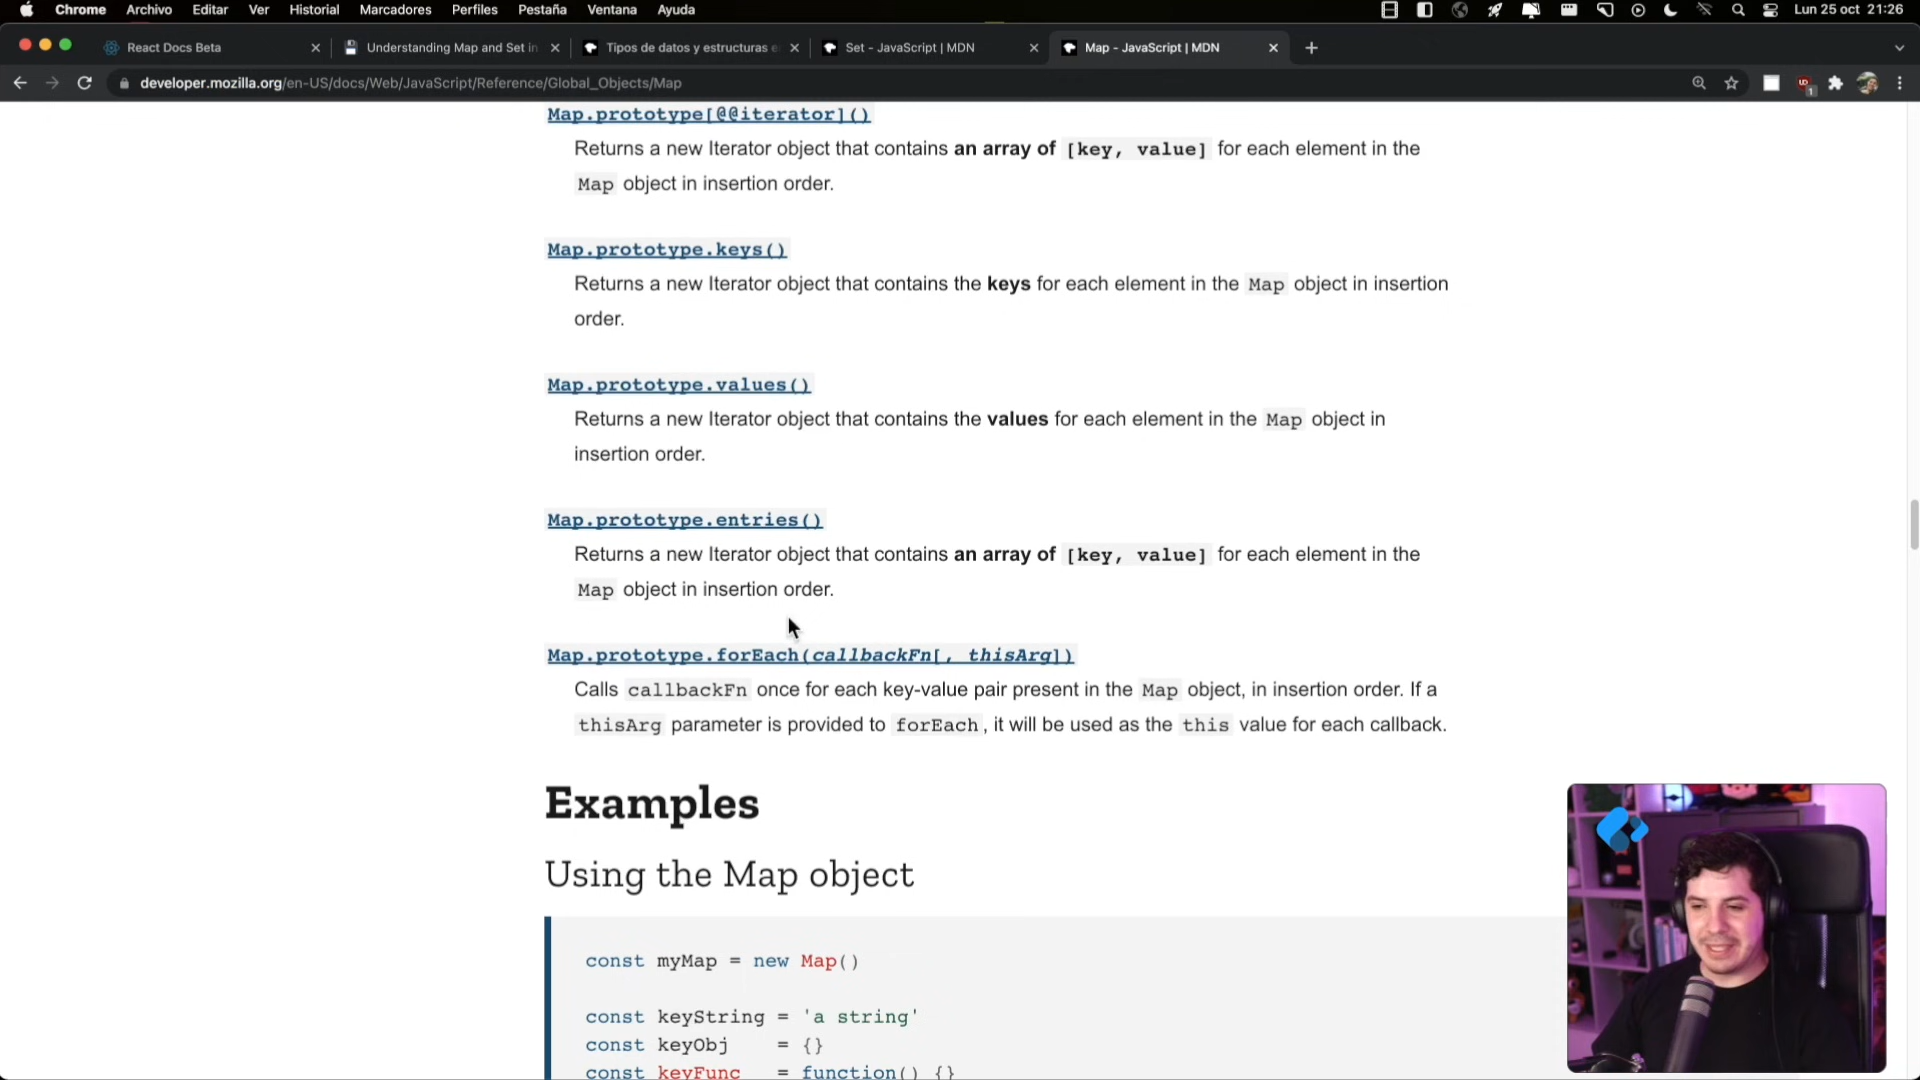 Chrome Archivo Editar Ver Historial Marcadores Perfiles Pestaña Ventana Ayuda Lun 25 oct 21:26
React Docs Beta Understanding Map and Set in Tipos de datos y estructuras e Set - JavaScript | MDN Map - JavaScript | MDN
developer.mozilla.org/en-US/docs/Web/JavaScript/Reference/Global_Objects/Map
Map.prototype[@@iterator]()
Returns a new Iterator object that contains an array of [key, value] for each element in the
Map object in insertion order.
Map.prototype.keys()
Returns a new Iterator object that contains the keys for each element in the Map object in insertion
order.
Map.prototype.values()
Returns a new Iterator object that contains the values for each element in the Map object in
insertion order.
Map.prototype.entries()
Returns a new Iterator object that contains an array of [key, value] for each element in the
Map object in insertion order.
Map.prototype.forEach(callbackFn[, thisArg])
Calls callbackFn once for each key-value pair present in the Map object, in insertion order. If a
thisArg parameter is provided to forEach, it will be used as the this value for each callback.
Examples
Using the Map object
const myMap = new Map()
const keyString = 'a string'
const keyObj = {}
const keyFunc = function() {}